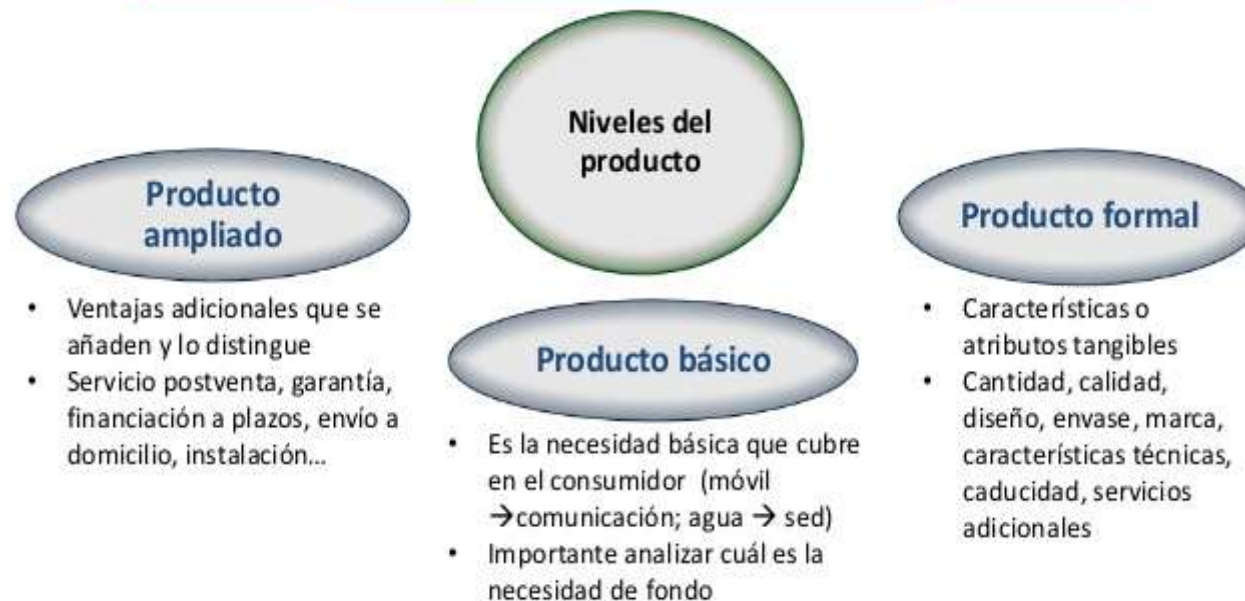 Niveles del
producto
Producto
ampliado
• Ventajas adicionales que se
añaden y lo distingue
• Servicio postventa, garantía,
financiación a plazos, envío a
domicilio, instalación…
Producto básico
• Es la necesidad básica que cubre
en el consumidor (móvil
→comunicación; agua → sed)
• Importante analizar cuál es la
necesidad de fondo
Producto formal
• Características o
atributos tangibles
• Cantidad, calidad,
diseño, envase, marca,
características técnicas,
caducidad, servicios
adicionales